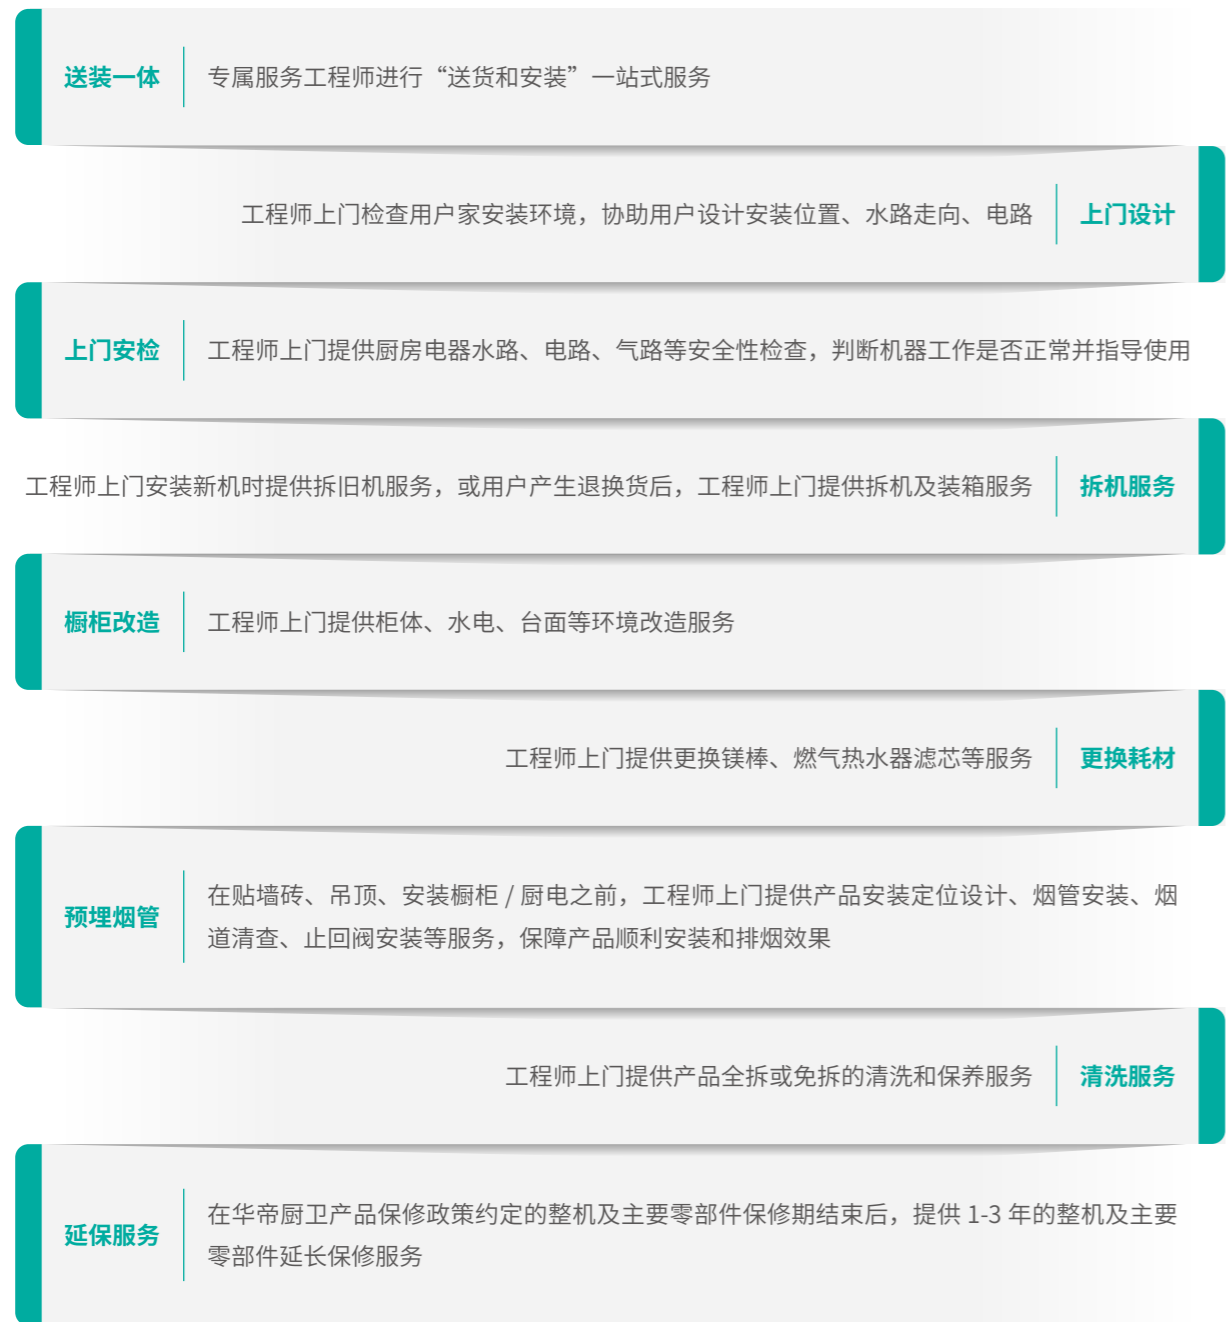 送装一体
专属服务工程师进行“送货和安装”一站式服务
工程师上门检查用户家安装环境，协助用户设计安装位置、水路走向、电路
上门设计
上门安检
工程师上门提供厨房电器水路、电路、气路等安全性检查，判断机器工作是否正常并指导使用
工程师上门安装新机时提供拆旧机服务，或用户产生退换货后，工程师上门提供拆机及装箱服务
拆机服务
橱柜改造
工程师上门提供柜体、水电、台面等环境改造服务
工程师上门提供更换镁棒、燃气热水器滤芯等服务
更换耗材
预埋烟管
在贴墙砖、吊顶、安装橱柜 / 厨电之前，工程师上门提供产品安装定位设计、烟管安装、烟
道清查、止回阀安装等服务，保障产品顺利安装和排烟效果
工程师上门提供产品全拆或免拆的清洗和保养服务
清洗服务
延保服务
在华帝厨卫产品保修政策约定的整机及主要零部件保修期结束后，提供 1-3 年的整机及主要
零部件延长保修服务